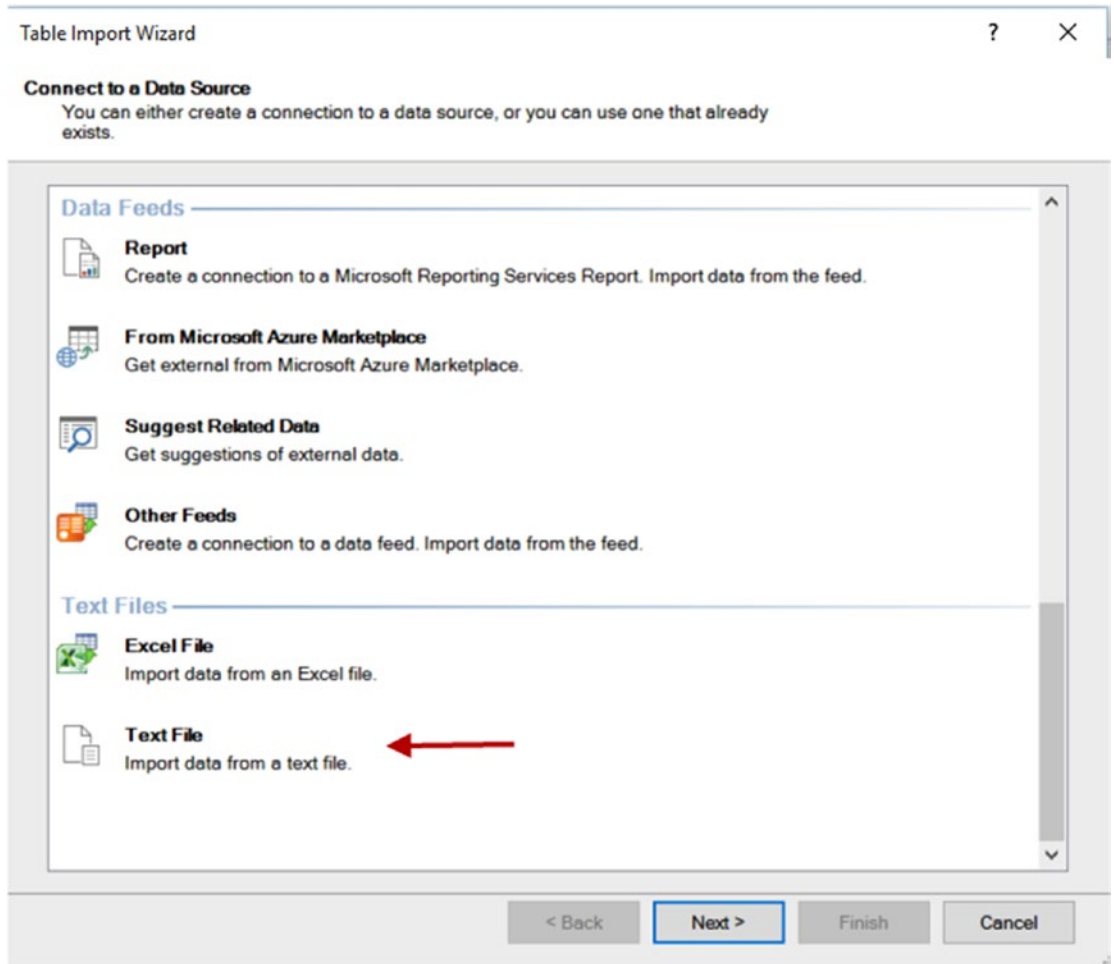 Table Import Wizard
?
Connect to a Data Source
You can either create a connection to a data source, or you can use one that already
exists.
Data Feeds
Report
Create a connection to a Microsoft Reporting Services Report. Import data from the feed.
From Microsoft Azure Marketplace
Get external from Microsoft Azure Marketplace.
Suggest Related Data
Get suggestions of external data.
Other Feeds
Create a connection to a data feed. Import data from the feed.
Text Files
Excel File
Import data from an Excel file.
Text File
Import data from a text file.
< Back Next > Finish Cancel